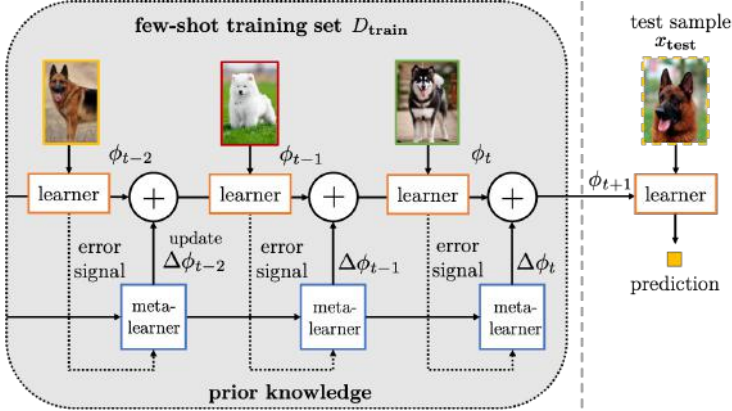 few-shot training set D_train
test sample
x_test
ϕ_{t−2}
ϕ_{t−1}
ϕ_t
ϕ_{t+1}
learner
+
learner
+
learner
+
learner
error
signal
update
Δϕ_{t−2}
error
signal
Δϕ_{t−1}
error
signal
Δϕ_t
prediction
meta-
learner
meta-
learner
meta-
learner
prior knowledge